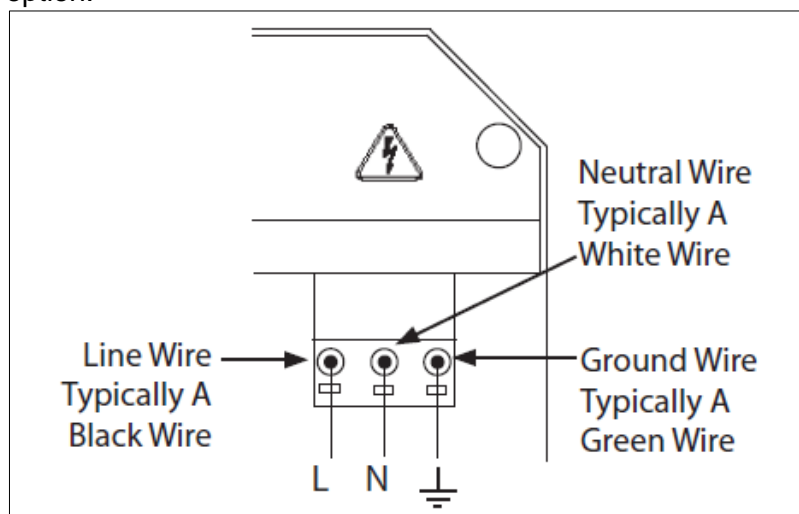 option.
Neutral Wire
Typically A
White Wire
Line Wire
Typically A
Black Wire
Ground Wire
Typically A
Green Wire
L N